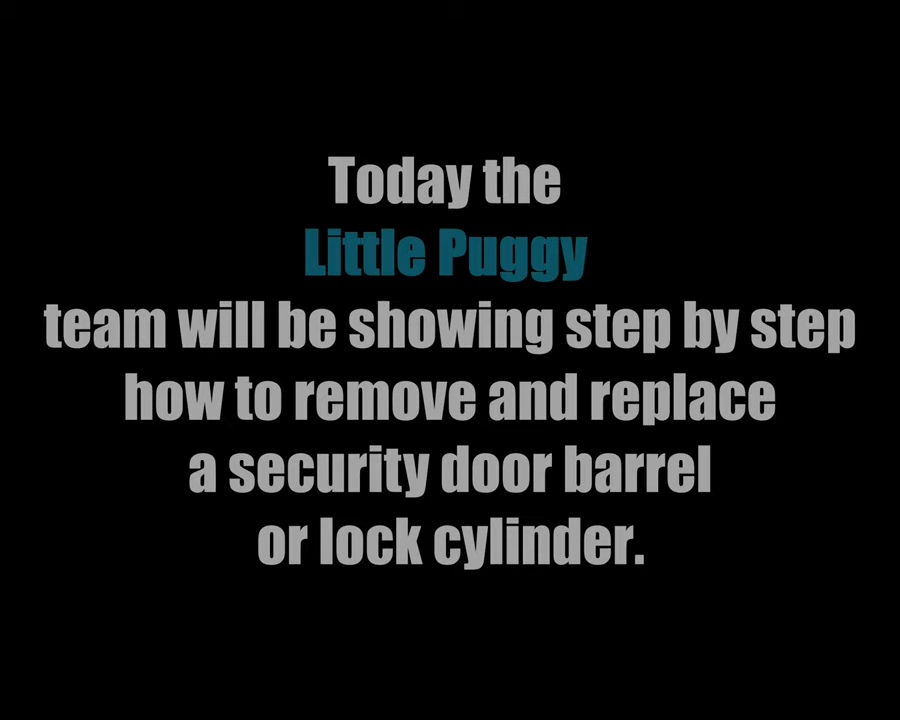 Today the
Little Puggy
team will be showing step by step
how to remove and replace
a security door barrel
or lock cylinder.